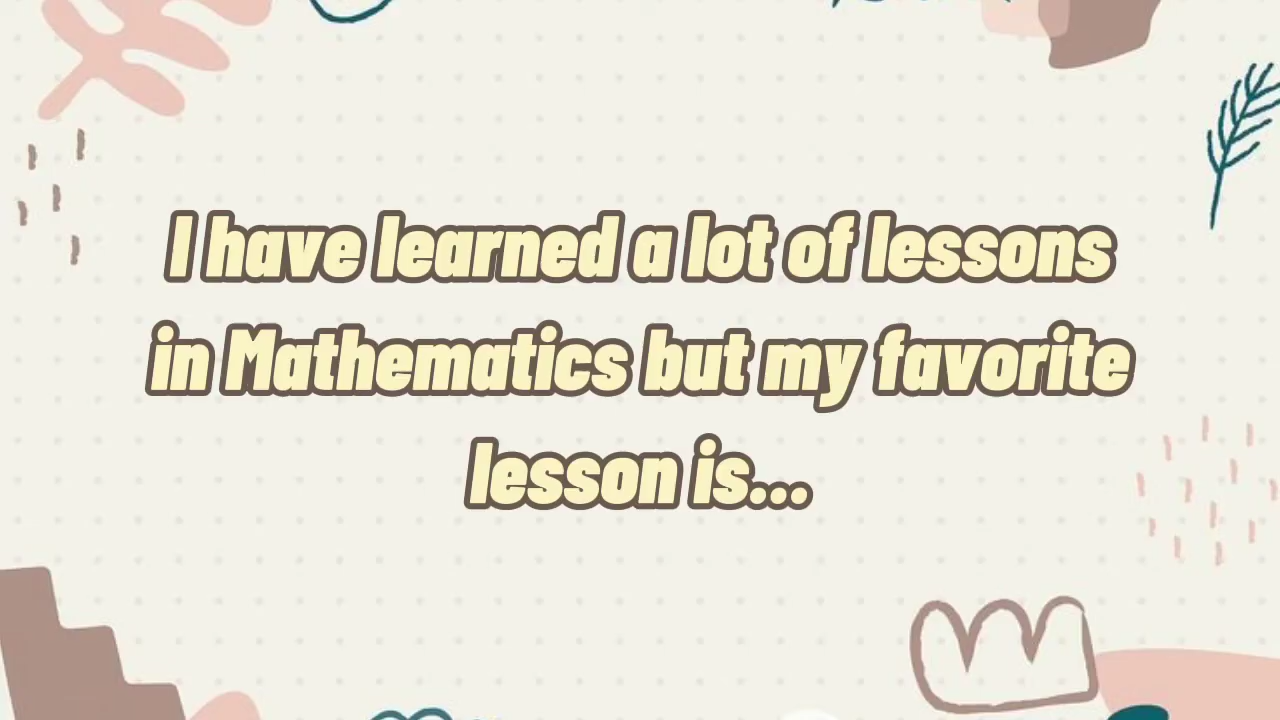 I have learned a lot of lessons
in Mathematics but my favorite
lesson is...